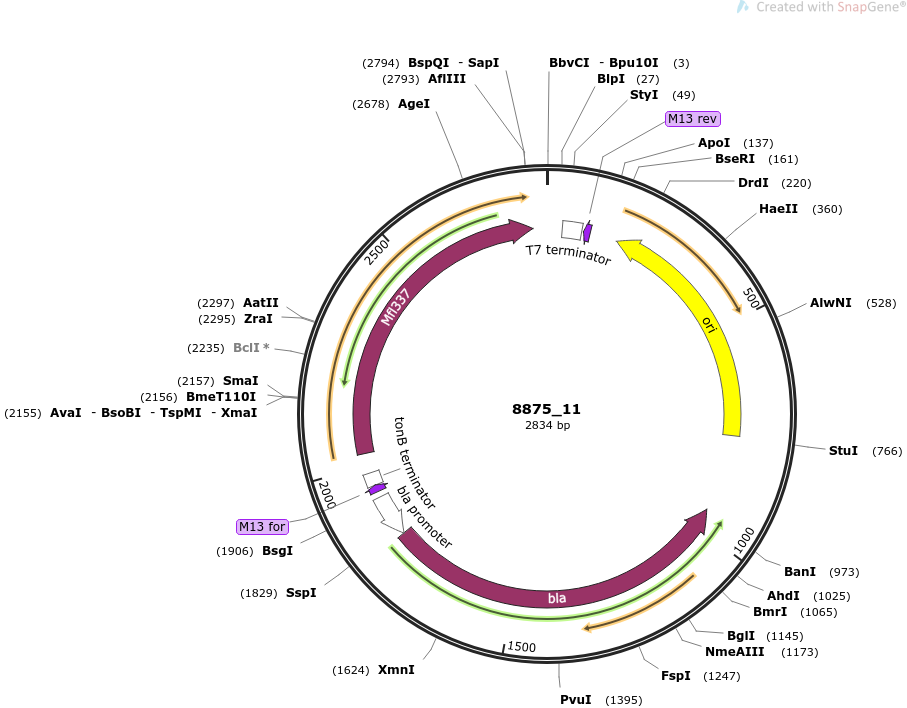 Created with SnapGene®
(2794) BspQI - SapI
(2793) AflIII
(2678) AgeI
BbvCI - Bpu10I (3)
BlpI (27)
StyI (49)
M13 rev
ApoI (137)
BseRI (161)
DrdI (220)
HaeII (360)
AlwNI (528)
StuI (766)
BanI (973)
AhdI (1025)
BmrI (1065)
BglI (1145)
NmeAIII (1173)
FspI (1247)
PvuI (1395)
(1624) XmnI
(1829) SspI
(1906) BsgI
M13 for
(2155) AvaI - BsoBI - TspMI - XmaI
(2156) BmeT110I
(2157) SmaI
(2235) BclI *
(2295) ZraI
(2297) AatII
500
1000
1500
2000
2500
T7 terminator
ori
Mfl337
tonB terminator
bla promoter
bla
8875_11
2834 bp